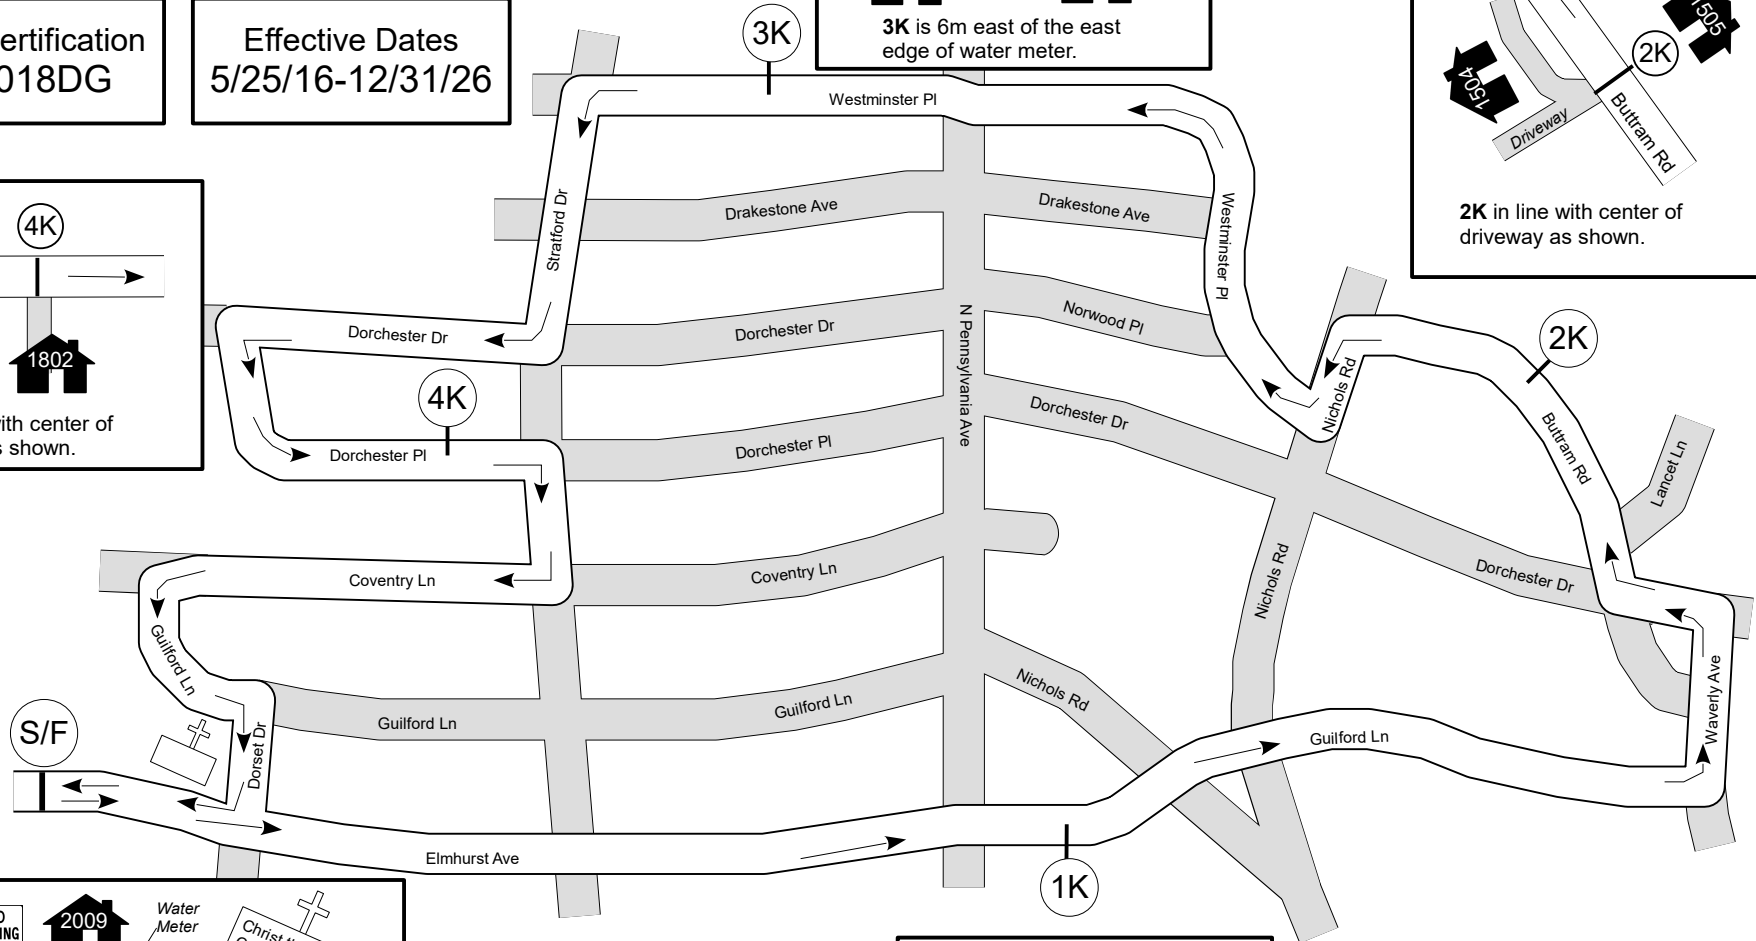 ertification
018DG
Effective Dates
5/25/16-12/31/26
3K
3K is 6m east of the east
edge of water meter.
1505
2K
1504
Driveway
Buttram Rd
2K in line with center of
driveway as shown.
Westminster Pl
Stratford Dr
Drakestone Ave
Drakestone Ave
Westminster Pl
4K
1802
ith center of
s shown.
Dorchester Dr
Dorchester Dr
N Pennsylvania Ave
Norwood Pl
Nichols Rd
2K
4K
Dorchester Pl
Dorchester Pl
Dorchester Dr
Buttram Rd
Lancet Ln
Coventry Ln
Coventry Ln
Nichols Rd
Dorchester Dr
Guilford Ln
S/F
Dorset Dr
Guilford Ln
Guilford Ln
Nichols Rd
Guilford Ln
Waverly Ave
Elmhurst Ave
1K
2009
Water
Meter
ING